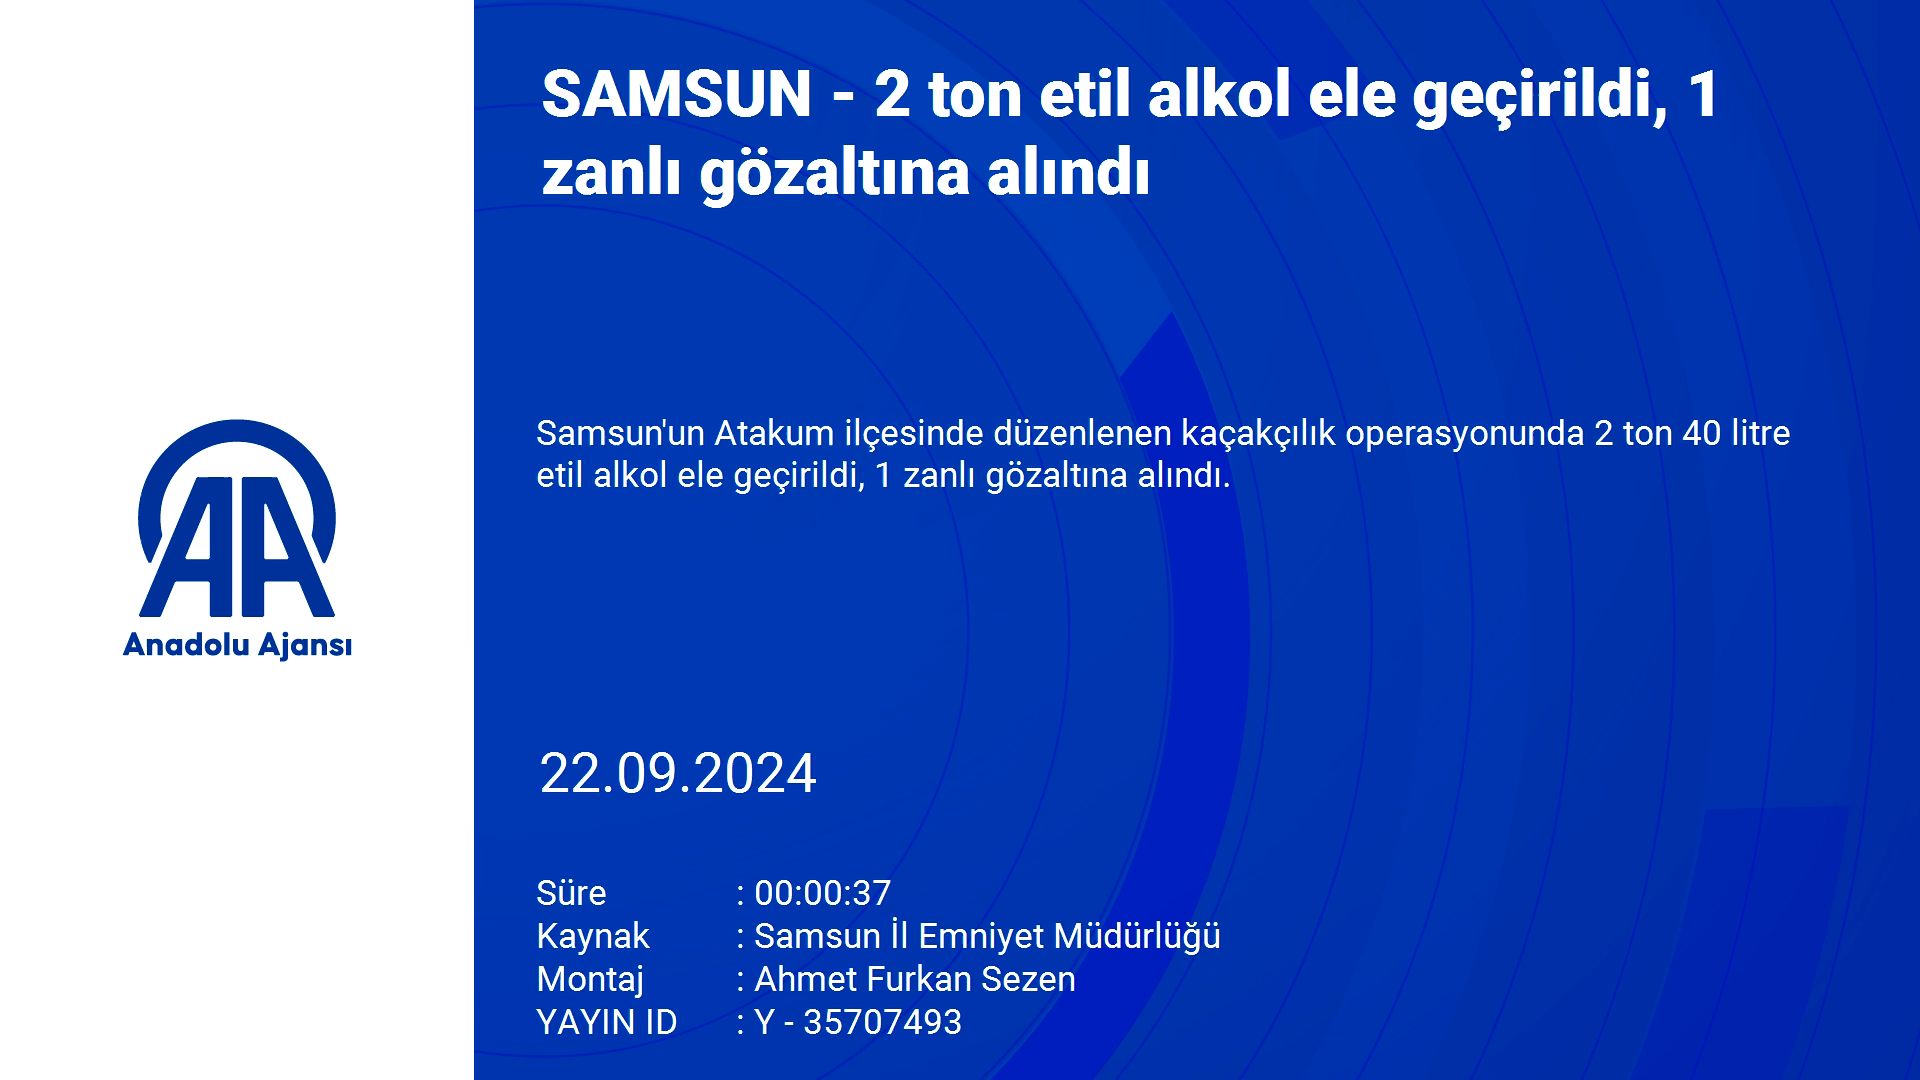 SAMSUN - 2 ton etil alkol ele geçirildi, 1
zanlı gözaltına alındı
Samsun'un Atakum ilçesinde düzenlenen kaçakçılık operasyonunda 2 ton 40 litre
etil alkol ele geçirildi, 1 zanlı gözaltına alındı.
AA
Anadolu Ajansı
22.09.2024
Süre : 00:00:37
Kaynak : Samsun İl Emniyet Müdürlüğü
Montaj : Ahmet Furkan Sezen
YAYIN ID : Y - 35707493